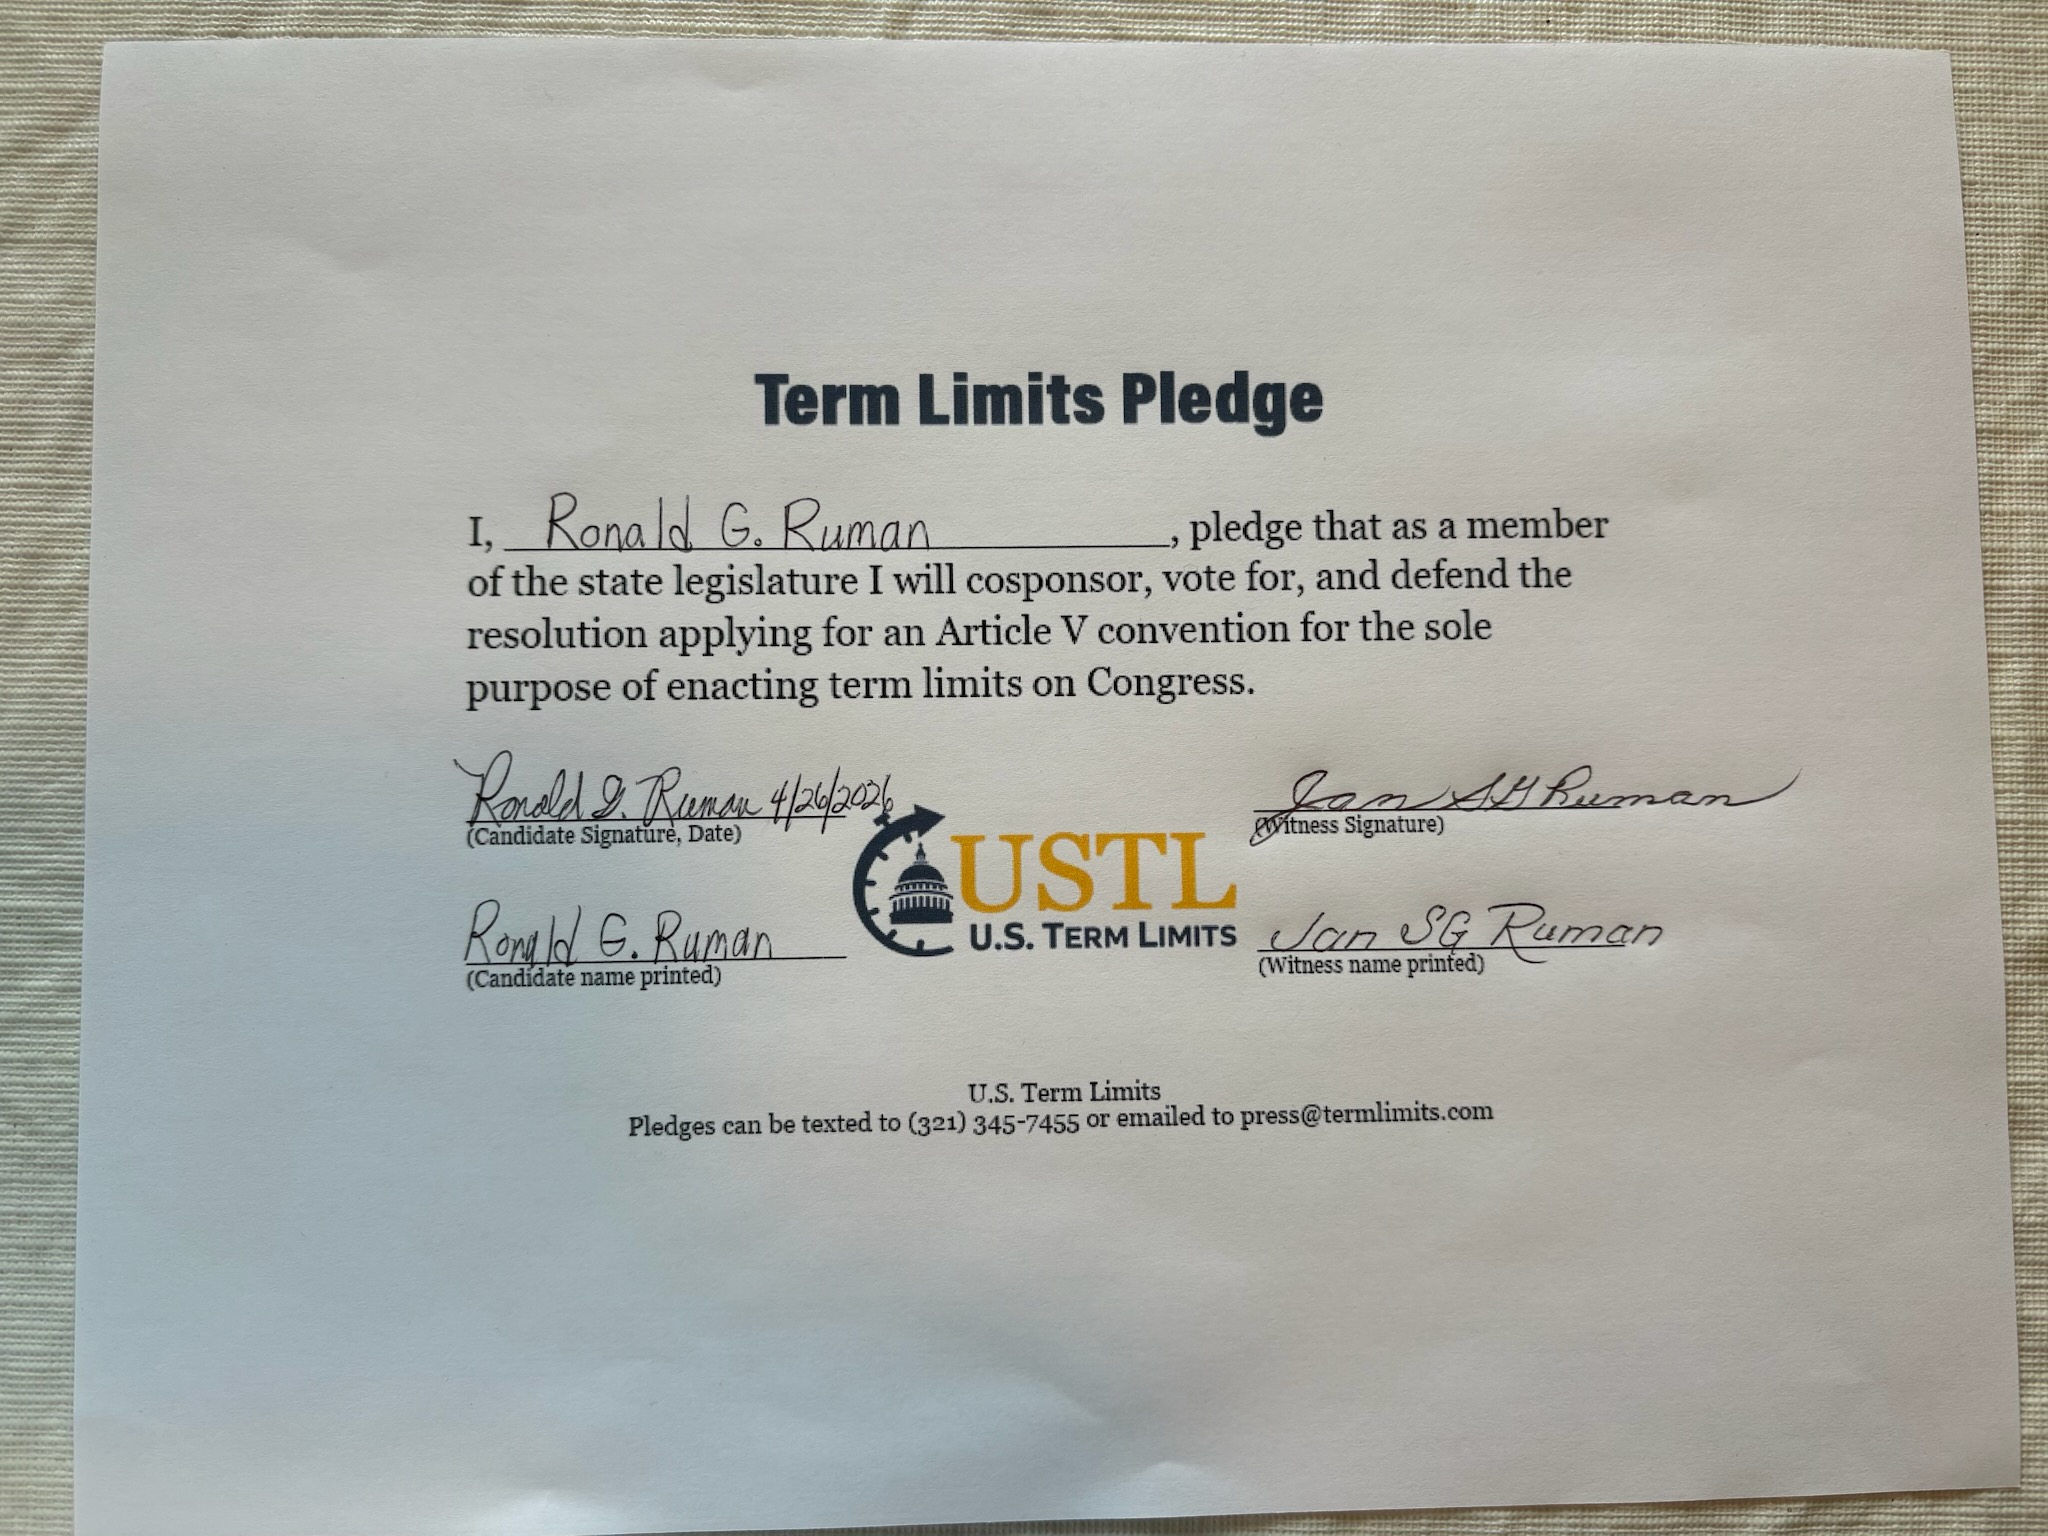 Term Limits Pledge
I, Ronald G. Ruman, pledge that as a member
of the state legislature I will cosponsor, vote for, and defend the
resolution applying for an Article V convention for the sole
purpose of enacting term limits on Congress.
Ronald G. Ruman 4/26/2026
(Candidate Signature, Date)
Jan SG Ruman
(Witness Signature)
USTL
U.S. TERM LIMITS
Ronald G. Ruman
(Candidate name printed)
Jan SG Ruman
(Witness name printed)
U.S. Term Limits
Pledges can be texted to (321) 345-7455 or emailed to press@termlimits.com